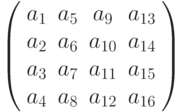 a₁ a₅ a₉ a₁₃
a₂ a₆ a₁₀ a₁₄
a₃ a₇ a₁₁ a₁₅
a₄ a₈ a₁₂ a₁₆